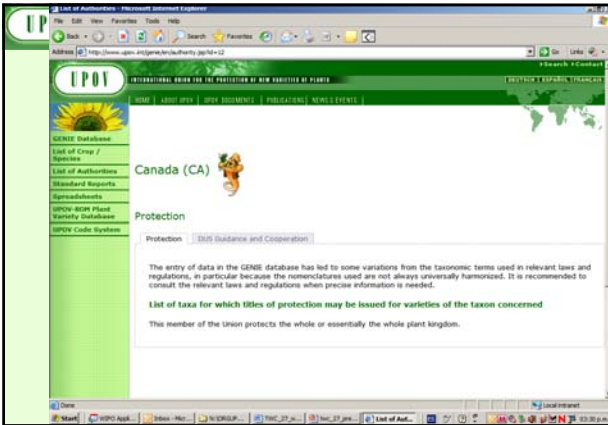 U P
List of Authorities - Microsoft Internet Explorer
File Edit View Favorites Tools Help
Back Search Favorites
Address http://www.upov.int/genie/en/authority.jsp?id=12 Go Links
Search Contact
UPOV INTERNATIONAL UNION FOR THE PROTECTION OF NEW VARIETIES OF PLANTS DEUTSCH | ESPAÑOL | FRANÇAIS
HOME | ABOUT UPOV | UPOV DOCUMENTS | PUBLICATIONS | NEWS & EVENTS |
GENIE Database
List of Crop /
Species
List of Authorities
Standard Reports
Spreadsheets
UPOV-ROM Plant
Variety Database
UPOV Code System
Canada (CA)
Protection
Protection DUS Guidance and Cooperation
The entry of data in the GENIE database has led to some variations from the taxonomic terms used in relevant laws and
regulations, in particular because the nomenclatures used are not always universally harmonized. It is recommended to
consult the relevant laws and regulations when precise information is needed.
List of taxa for which titles of protection may be issued for varieties of the taxon concerned
This member of the Union protects the whole or essentially the whole plant kingdom.
Done Local intranet
Start WIPO Appli... Inbox - Micr... List of Aut... 03:30 p.m.